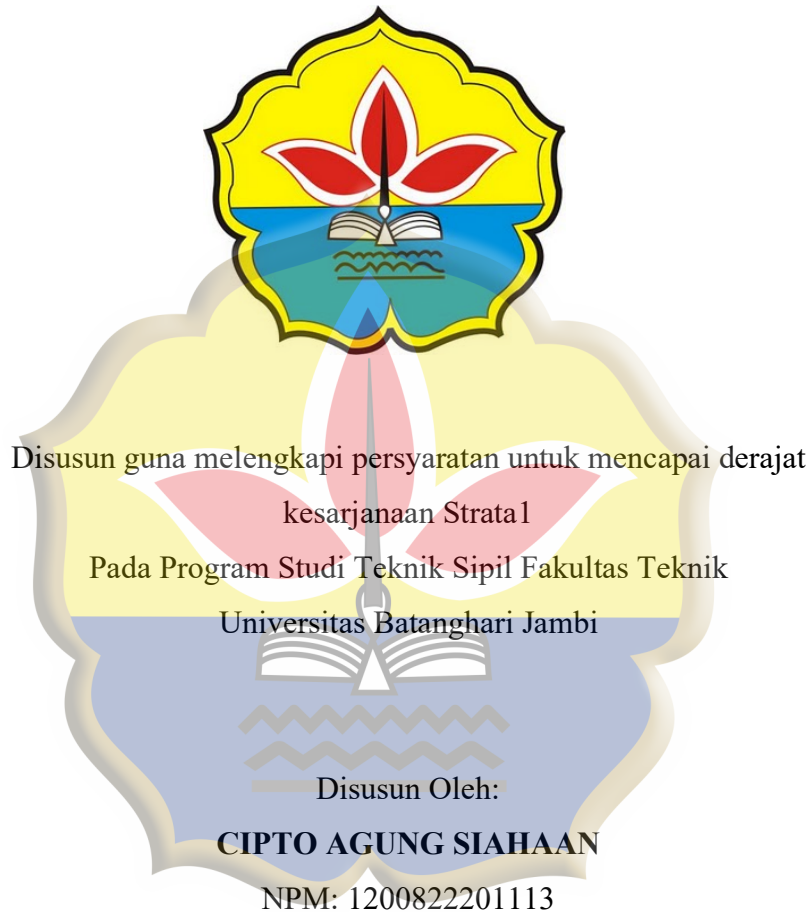 Disusun guna melengkapi persyaratan untuk mencapai derajat
kesarjanaan Strata1
Pada Program Studi Teknik Sipil Fakultas Teknik
Universitas Batanghari Jambi
Disusun Oleh:
CIPTO AGUNG SIAHAAN
NPM: 1200822201113